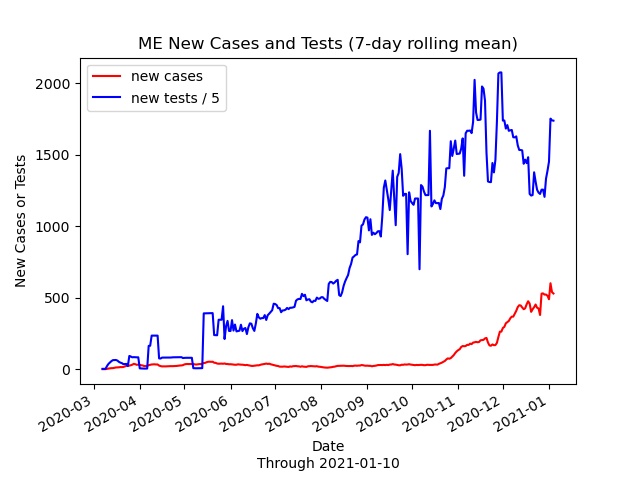 ME New Cases and Tests (7-day rolling mean)
new cases
new tests / 5
New Cases or Tests
2000
1500
1000
500
0
2020-03
2020-04
2020-05
2020-06
2020-07
2020-08
2020-09
2020-10
2020-11
2020-12
2021-01
Date
Through 2021-01-10